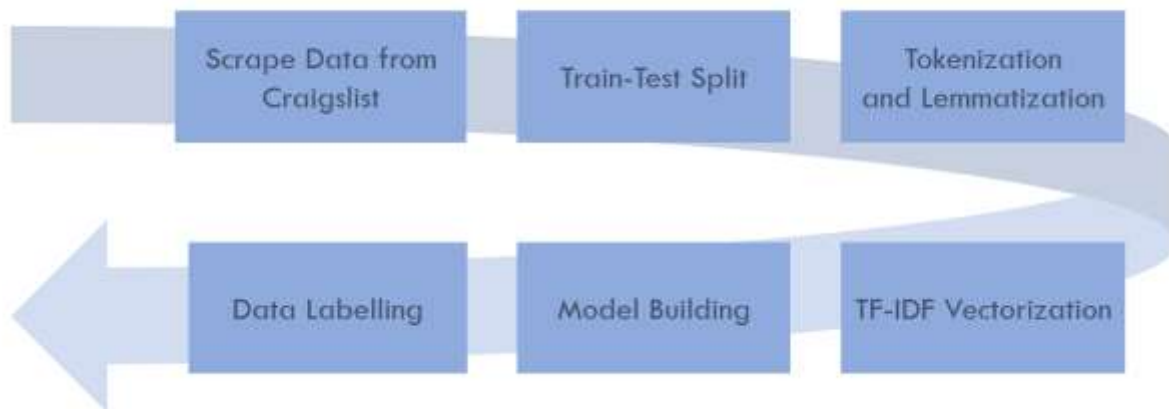 Scrape Data from
Craigslist
Train-Test Split
Tokenization
and Lemmatization
TF-IDF Vectorization
Model Building
Data Labelling